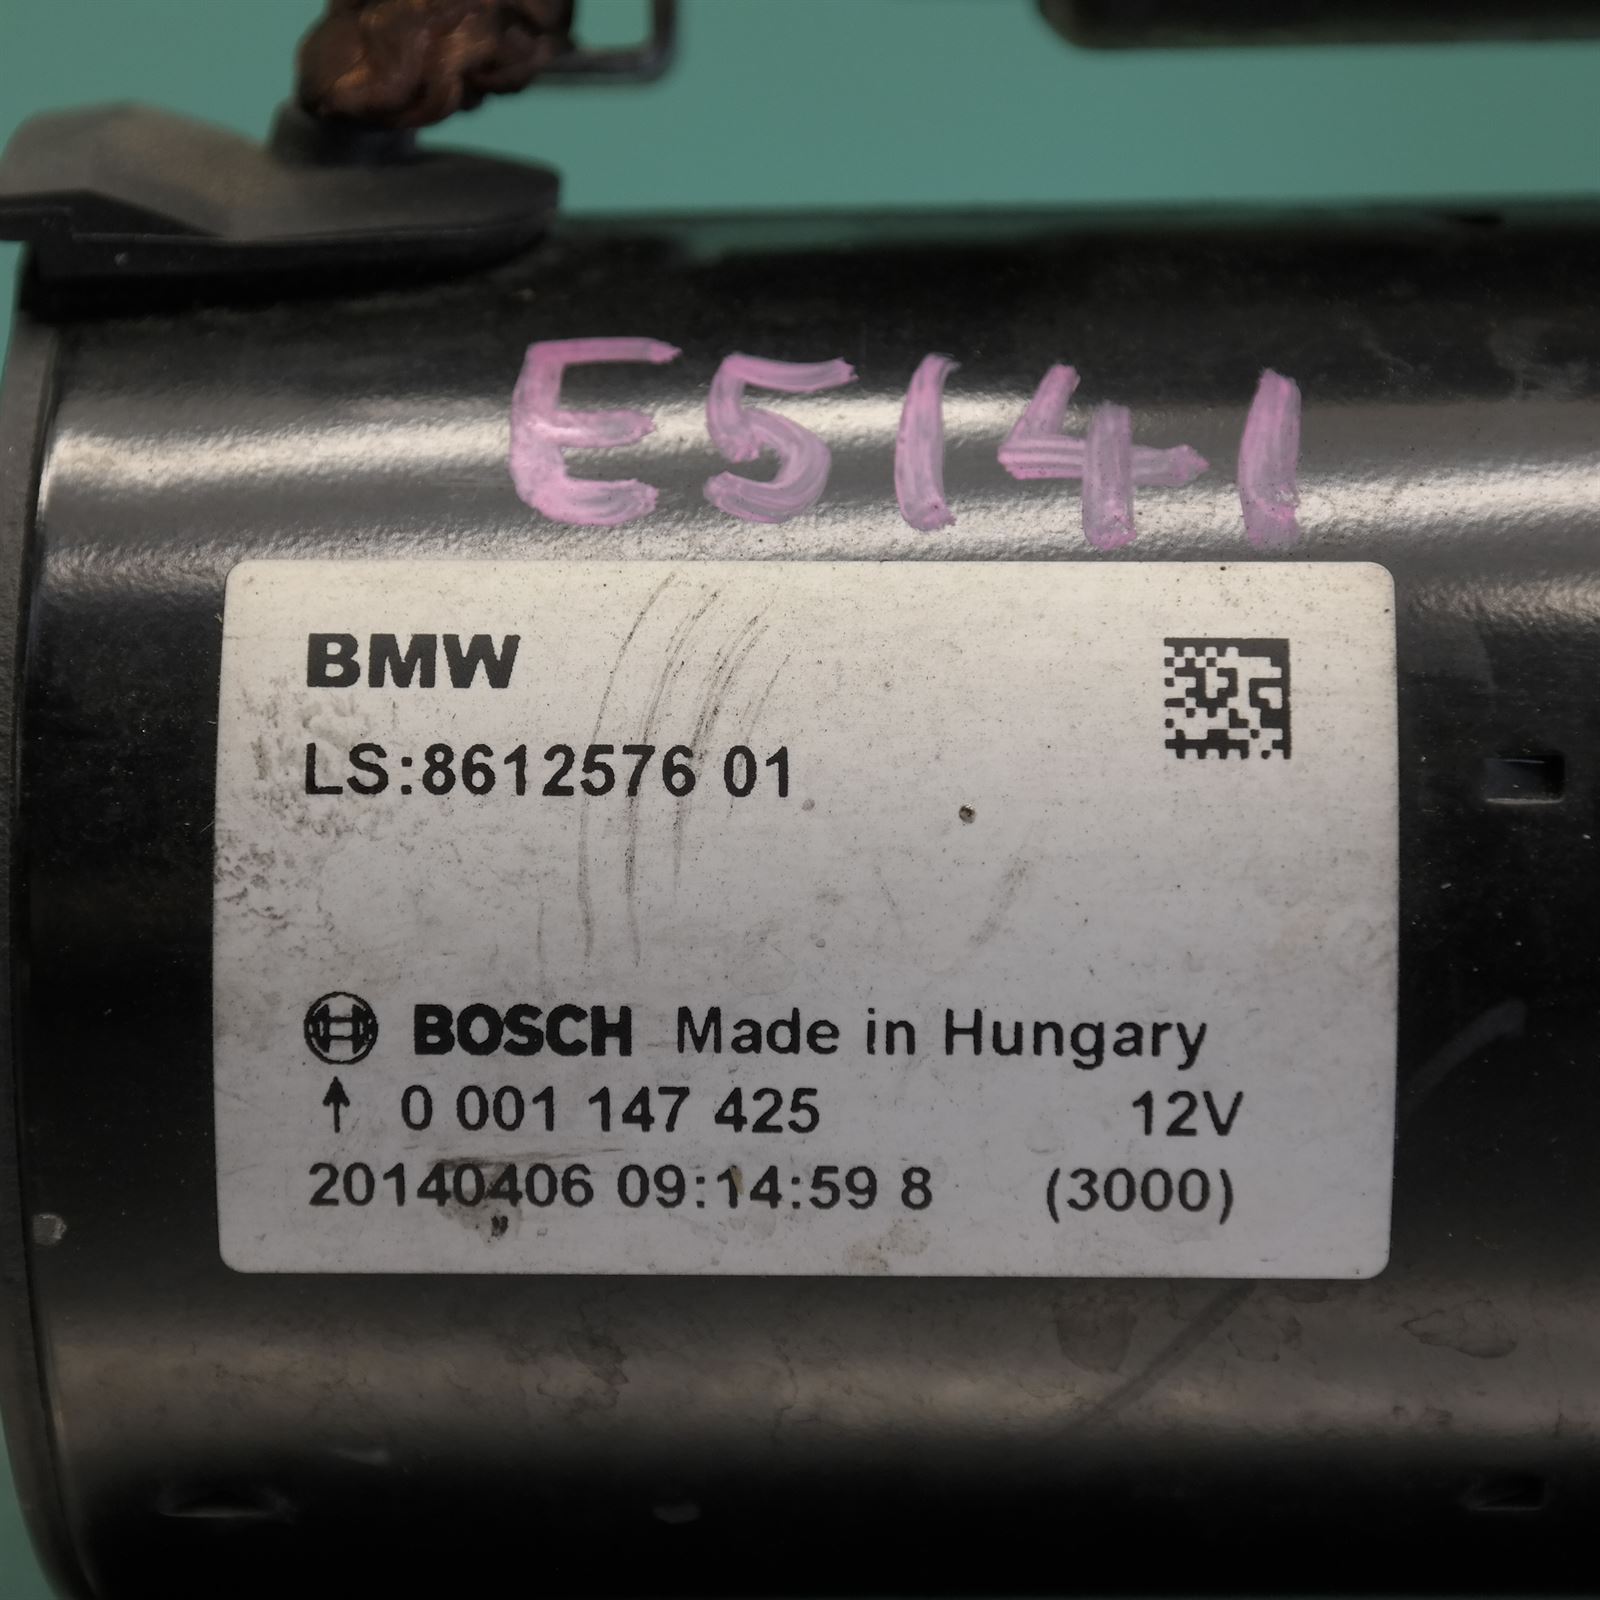 E5141
BMW
LS:8612576 01
BOSCH Made in Hungary
↑ 0 001 147 425 12V
20140406 09:14:59 8 (3000)